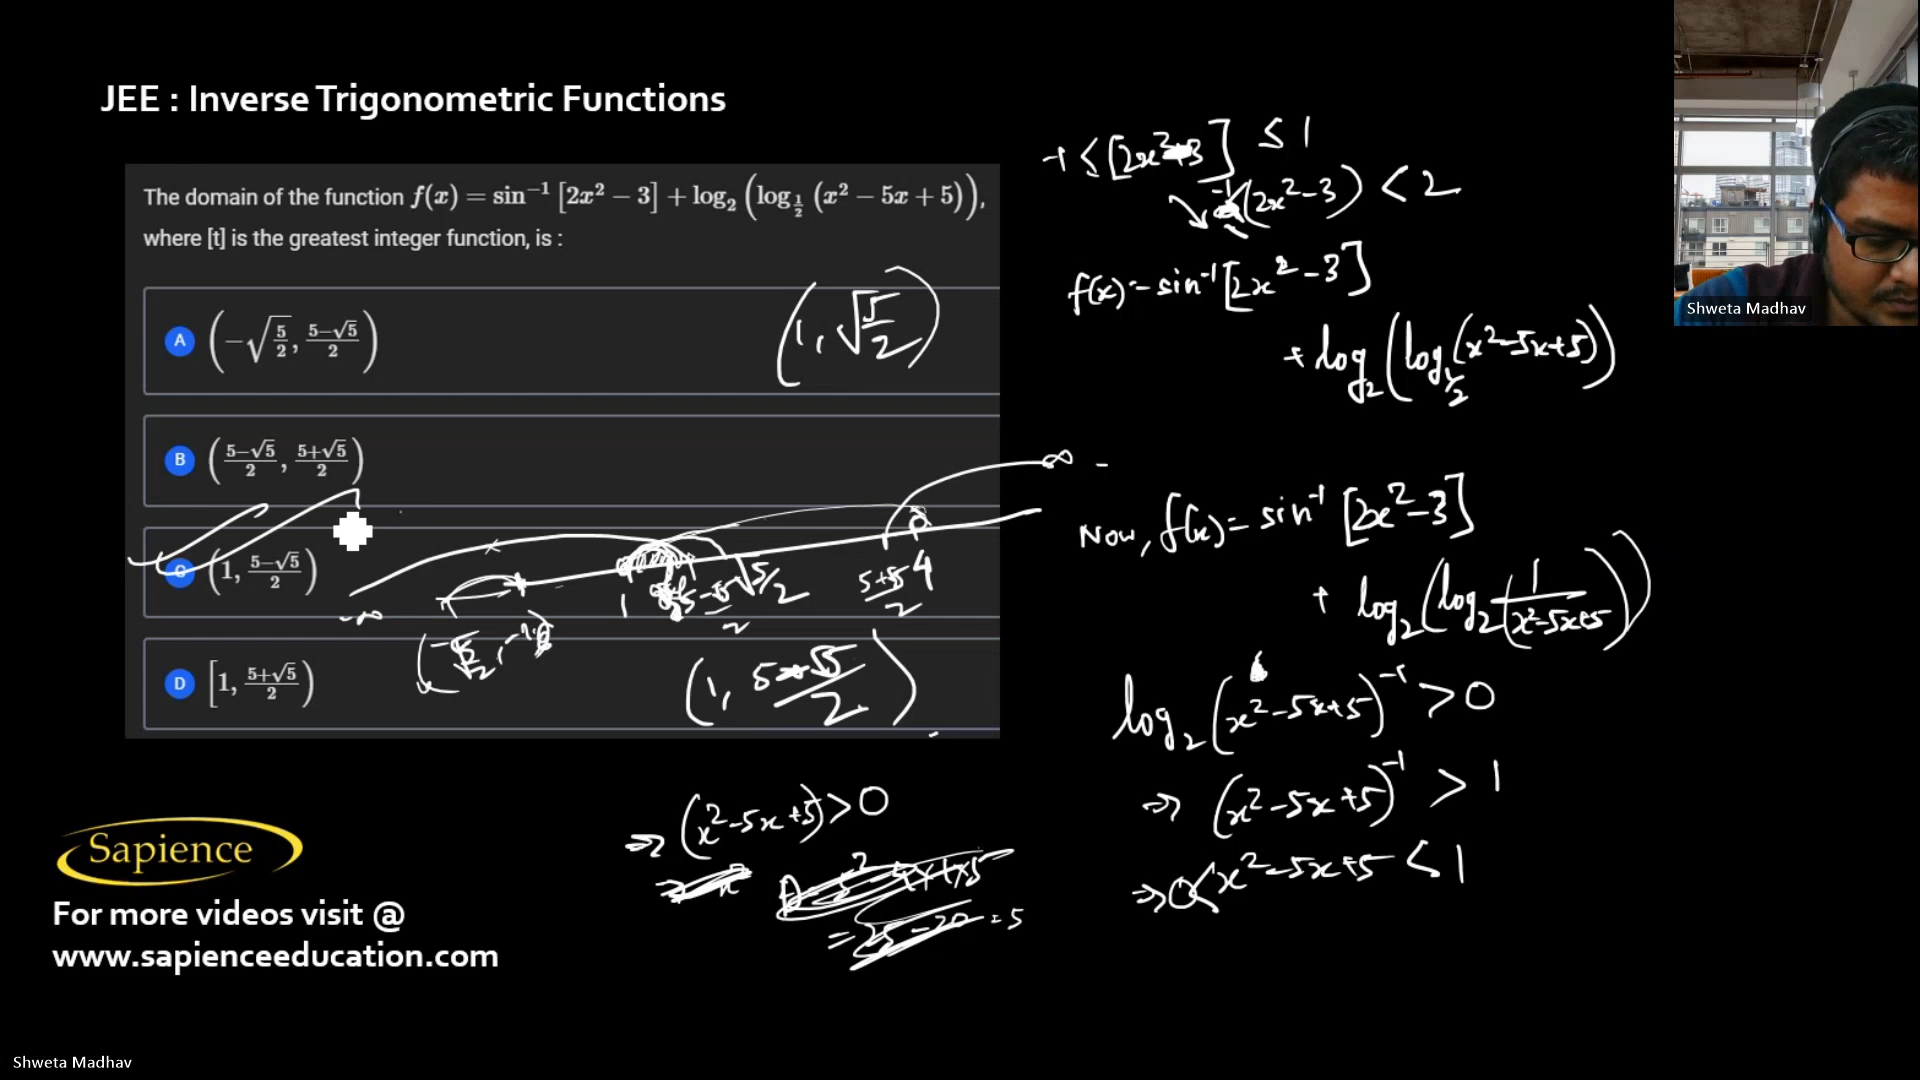 JEE : Inverse Trigonometric Functions
The domain of the function f(x) = sin⁻¹ [2x² − 3] + log₂ (log_{1/2} (x² − 5x + 5)),
where [t] is the greatest integer function, is :
A (−√(5/2), (5−√5)/2)
B ((5−√5)/2, (5+√5)/2)
C (1, (5−√5)/2)
D [1, (5+√5)/2)
(1, √(5/2))
−∞
1
√5/2
∞
(5+√5)/2
4
−1 ≤ [2x² − 3] ≤ 1
−1 ≤ (2x² − 3) < 2
f(x) = sin⁻¹ [2x² − 3]
+ log₂ (log_{1/2} (x² − 5x + 5))
Now, f(x) = sin⁻¹ [2x² − 3]
+ log₂ (log₂ (1/(x² − 5x + 5)))
log₂ (x² − 5x + 5)⁻¹ > 0
⇒ (x² − 5x + 5)⁻¹ > 1
⇒ 0 < x² − 5x + 5 < 1
⇒ (x² − 5x + 5) > 0
= 25 − 20 = 5
Sapience
For more videos visit @
www.sapienceeducation.com
Shweta Madhav
Shweta Madhav